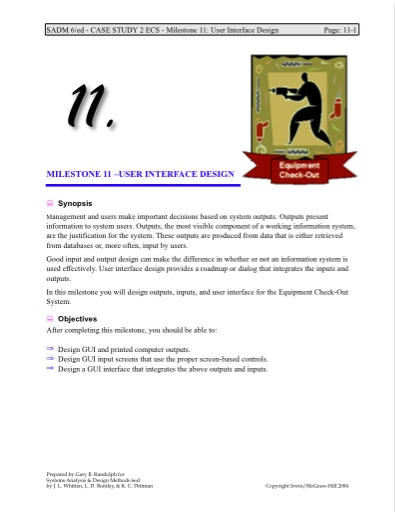 SADM 6/ed - CASE STUDY 2 ECS - Milestone 11: User Interface Design Page: 11-1
11.
Equipment
Check-Out
MILESTONE 11 –USER INTERFACE DESIGN
Synopsis
Management and users make important decisions based on system outputs. Outputs present
information to system users. Outputs, the most visible component of a working information system,
are the justification for the system. These outputs are produced from data that is either retrieved
from databases or, more often, input by users.
Good input and output design can make the difference in whether or not an information system is
used effectively. User interface design provides a roadmap or dialog that integrates the inputs and
outputs.
In this milestone you will design outputs, inputs, and user interface for the Equipment Check-Out
System.
Objectives
After completing this milestone, you should be able to:
⇒ Design GUI and printed computer outputs.
⇒ Design GUI input screens that use the proper screen-based controls.
⇒ Design a GUI interface that integrates the above outputs and inputs.
Prepared by Gary B. Randolph for
Systems Analysis & Design Methods 6ed
by J. L. Whitten, L. D. Bentley, & K. C. Dittman Copyright Irwin/McGraw-Hill 2004